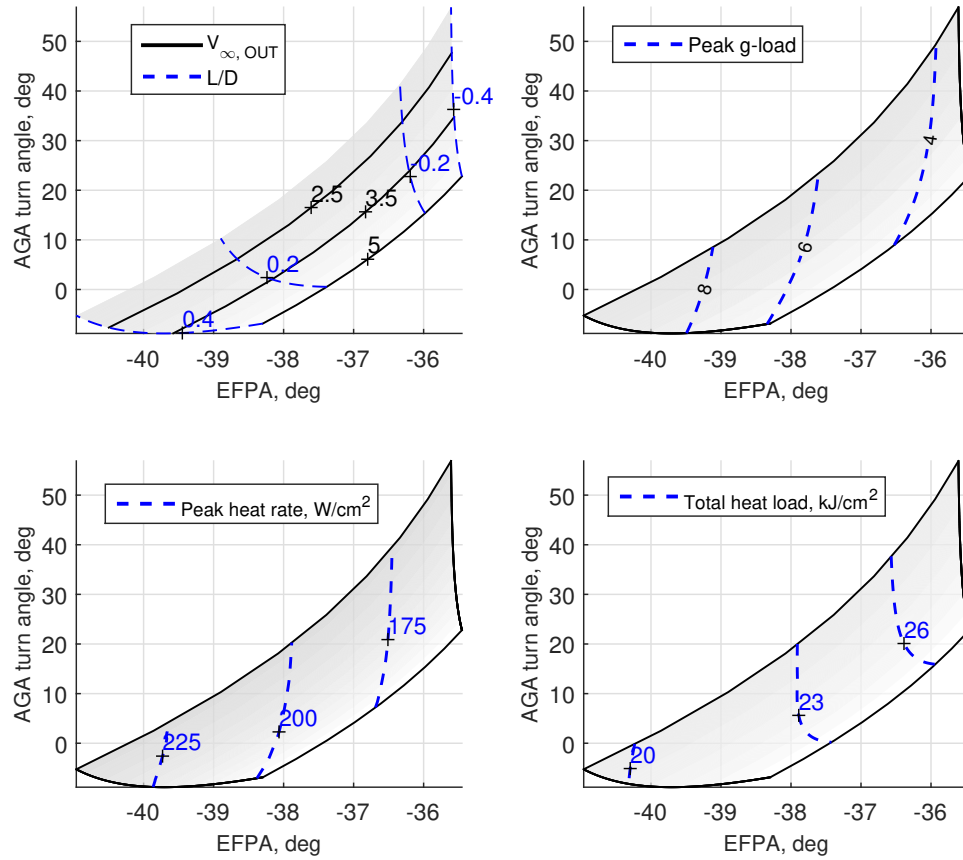 V∞, OUT
L/D
50
40
30
20
10
0
AGA turn angle, deg
-0.4
-0.2
2.5
3.5
5
0.2
0.4
-40 -39 -38 -37 -36
EFPA, deg
Peak g-load
50
40
30
20
10
0
AGA turn angle, deg
4
6
8
-40 -39 -38 -37 -36
EFPA, deg
Peak heat rate, W/cm²
50
40
30
20
10
0
AGA turn angle, deg
175
200
225
-40 -39 -38 -37 -36
EFPA, deg
Total heat load, kJ/cm²
50
40
30
20
10
0
AGA turn angle, deg
26
23
20
-40 -39 -38 -37 -36
EFPA, deg